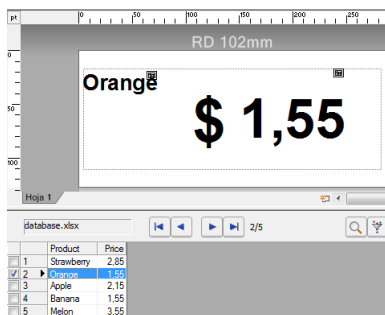 pt 0 50 100 150 200 250
RD 102mm
0
50
100
Orange
$ 1,55
Hoja 1
database.xlsx 2/5
Product Price
1 Strawberry 2,85
2 Orange 1,55
3 Apple 2,15
4 Banana 1,55
5 Melon 3,55